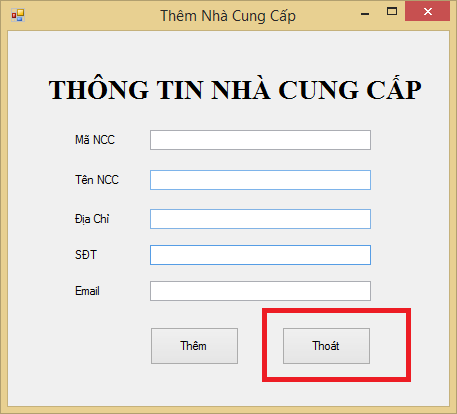 Thêm Nhà Cung Cấp
THÔNG TIN NHÀ CUNG CẤP
Mã NCC
Tên NCC
Địa Chỉ
SĐT
Email
Thêm
Thoát